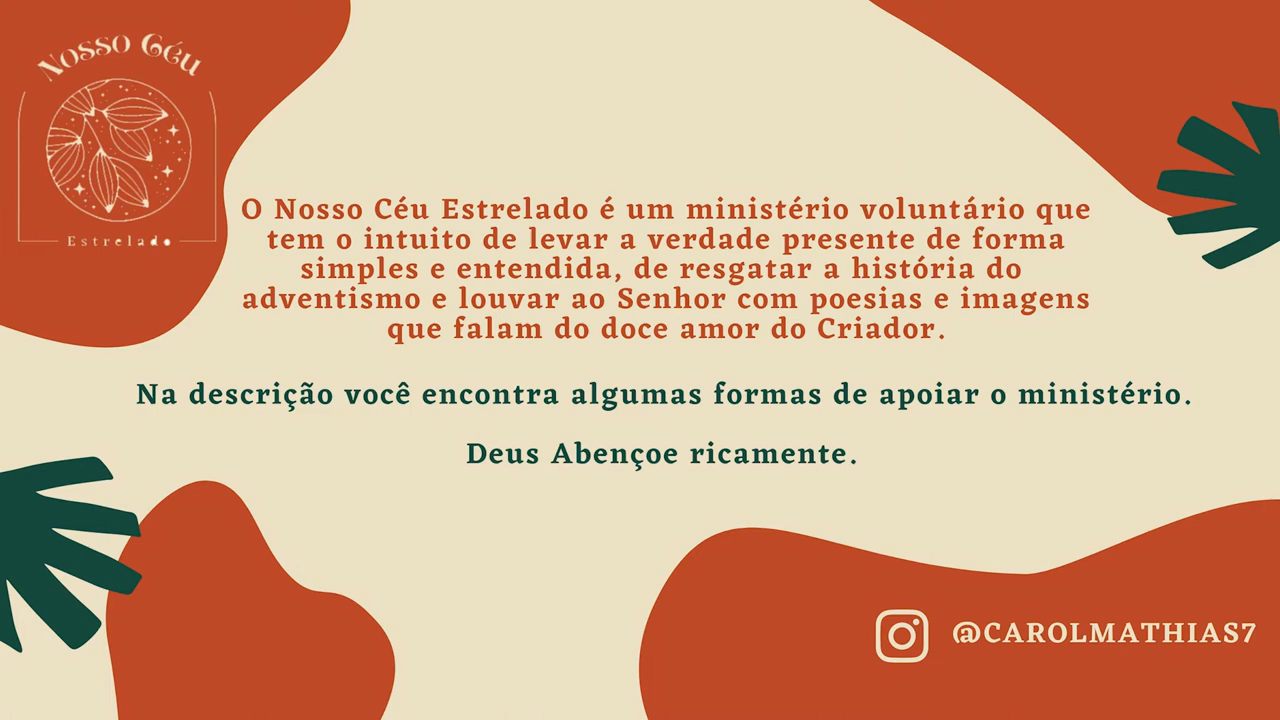 Nosso Céu
Estrelado
O Nosso Céu Estrelado é um ministério voluntário que
tem o intuito de levar a verdade presente de forma
simples e entendida, de resgatar a história do
adventismo e louvar ao Senhor com poesias e imagens
que falam do doce amor do Criador.
Na descrição você encontra algumas formas de apoiar o ministério.
Deus Abençoe ricamente.
@CAROLMATHIAS7